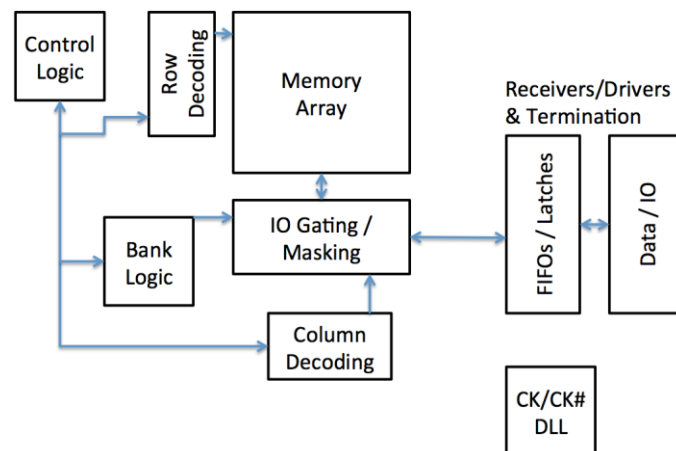 Control
Logic
Row
Decoding
Memory
Array
Receivers/Drivers
& Termination
FIFOs / Latches
Data / IO
IO Gating /
Masking
Bank
Logic
Column
Decoding
CK/CK#
DLL